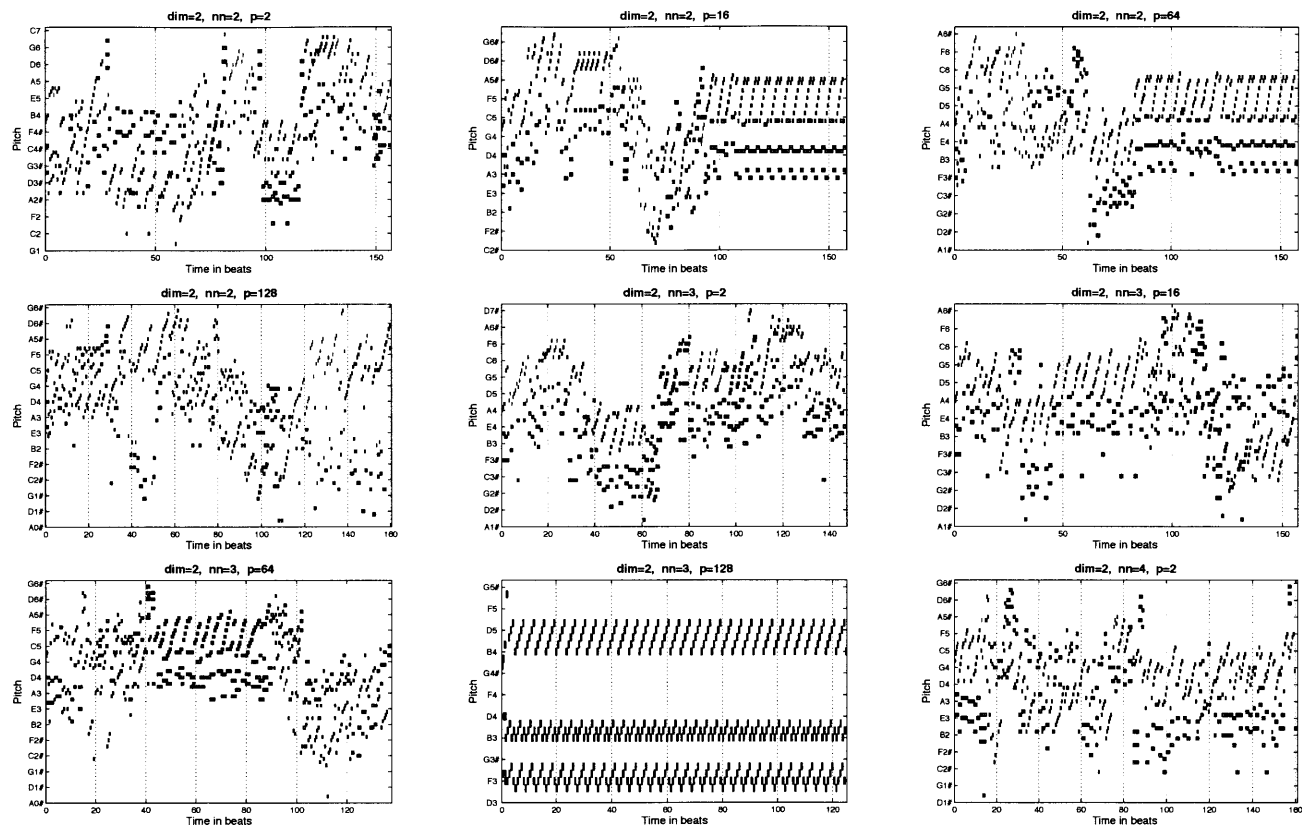 dim=2, nn=2, p=2
C7
G6
D6
A5
E5
B4
F4#
C4#
G3#
D3#
A2#
F2
C2
G1
Pitch
0 50 100 150
Time in beats
dim=2, nn=2, p=16
G6#
D6#
A5#
F5
C5
G4
D4
A3
E3
B2
F2#
C2#
Pitch
0 50 100 150
Time in beats
dim=2, nn=2, p=64
A6#
F6
C6
G5
D5
A4
E4
B3
F3#
C3#
G2#
D2#
A1#
Pitch
0 50 100 150
Time in beats
dim=2, nn=2, p=128
G6#
D6#
A5#
F5
C5
G4
D4
A3
E3
B2
F2#
C2#
G1#
D1#
A0#
Pitch
0 20 40 60 80 100 120 140 160
Time in beats
dim=2, nn=3, p=2
D7#
A6#
F6
C6
G5
D5
A4
E4
B3
F3#
C3#
G2#
D2#
A1#
Pitch
0 20 40 60 80 100 120 140
Time in beats
dim=2, nn=3, p=16
A6#
F6
C6
G5
D5
A4
E4
B3
F3#
C3#
G2#
D2#
A1#
Pitch
0 50 100 150
Time in beats
dim=2, nn=3, p=64
G6#
D6#
A5#
F5
C5
G4
D4
A3
E3
B2
F2#
C2#
G1#
D1#
A0#
Pitch
0 20 40 60 80 100 120
Time in beats
dim=2, nn=3, p=128
G5#
F5
D5
B4
G4#
F4
D4
B3
G3#
F3
D3
Pitch
0 20 40 60 80 100 120
Time in beats
dim=2, nn=4, p=2
G6#
D6#
A5#
F5
C5
G4
D4
A3
E3
B2
F2#
C2#
G1#
D1#
Pitch
0 20 40 60 80 100 120 140 160
Time in beats